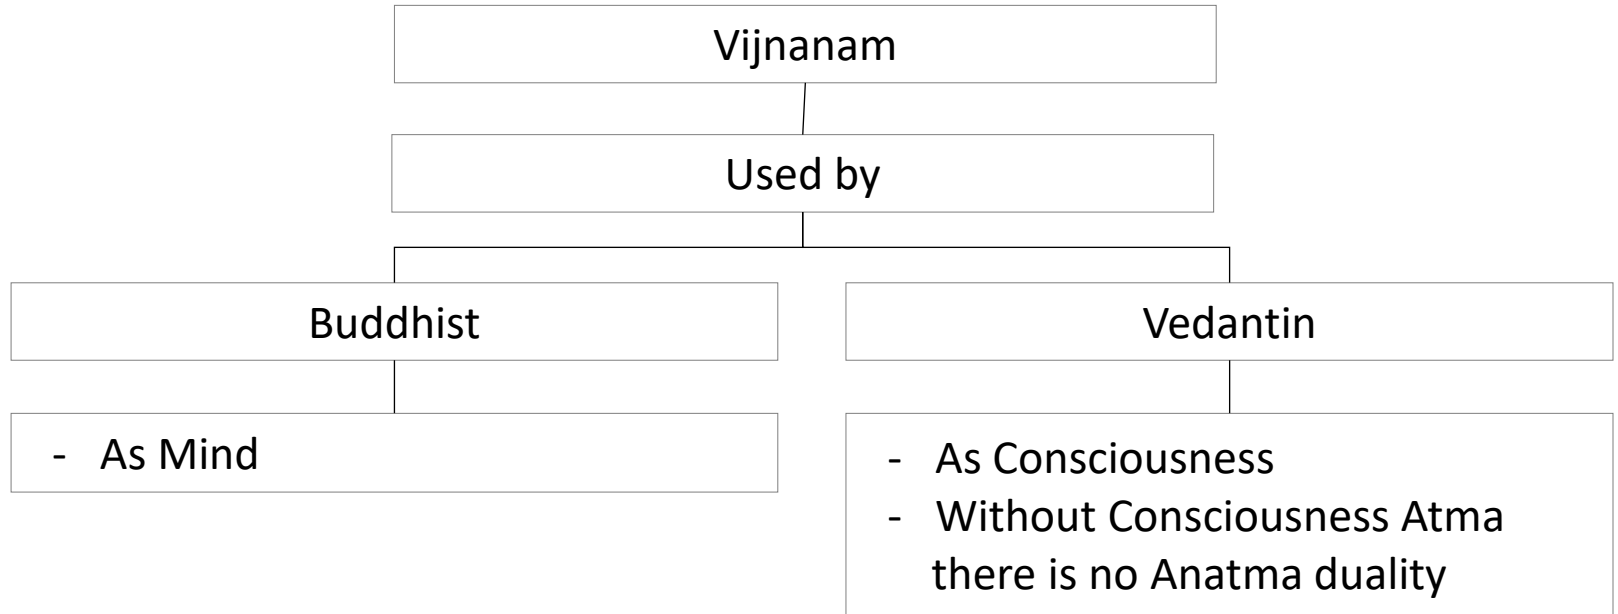 Vijnanam
Used by
Buddhist
Vedantin
- As Mind
- As Consciousness
- Without Consciousness Atma
there is no Anatma duality